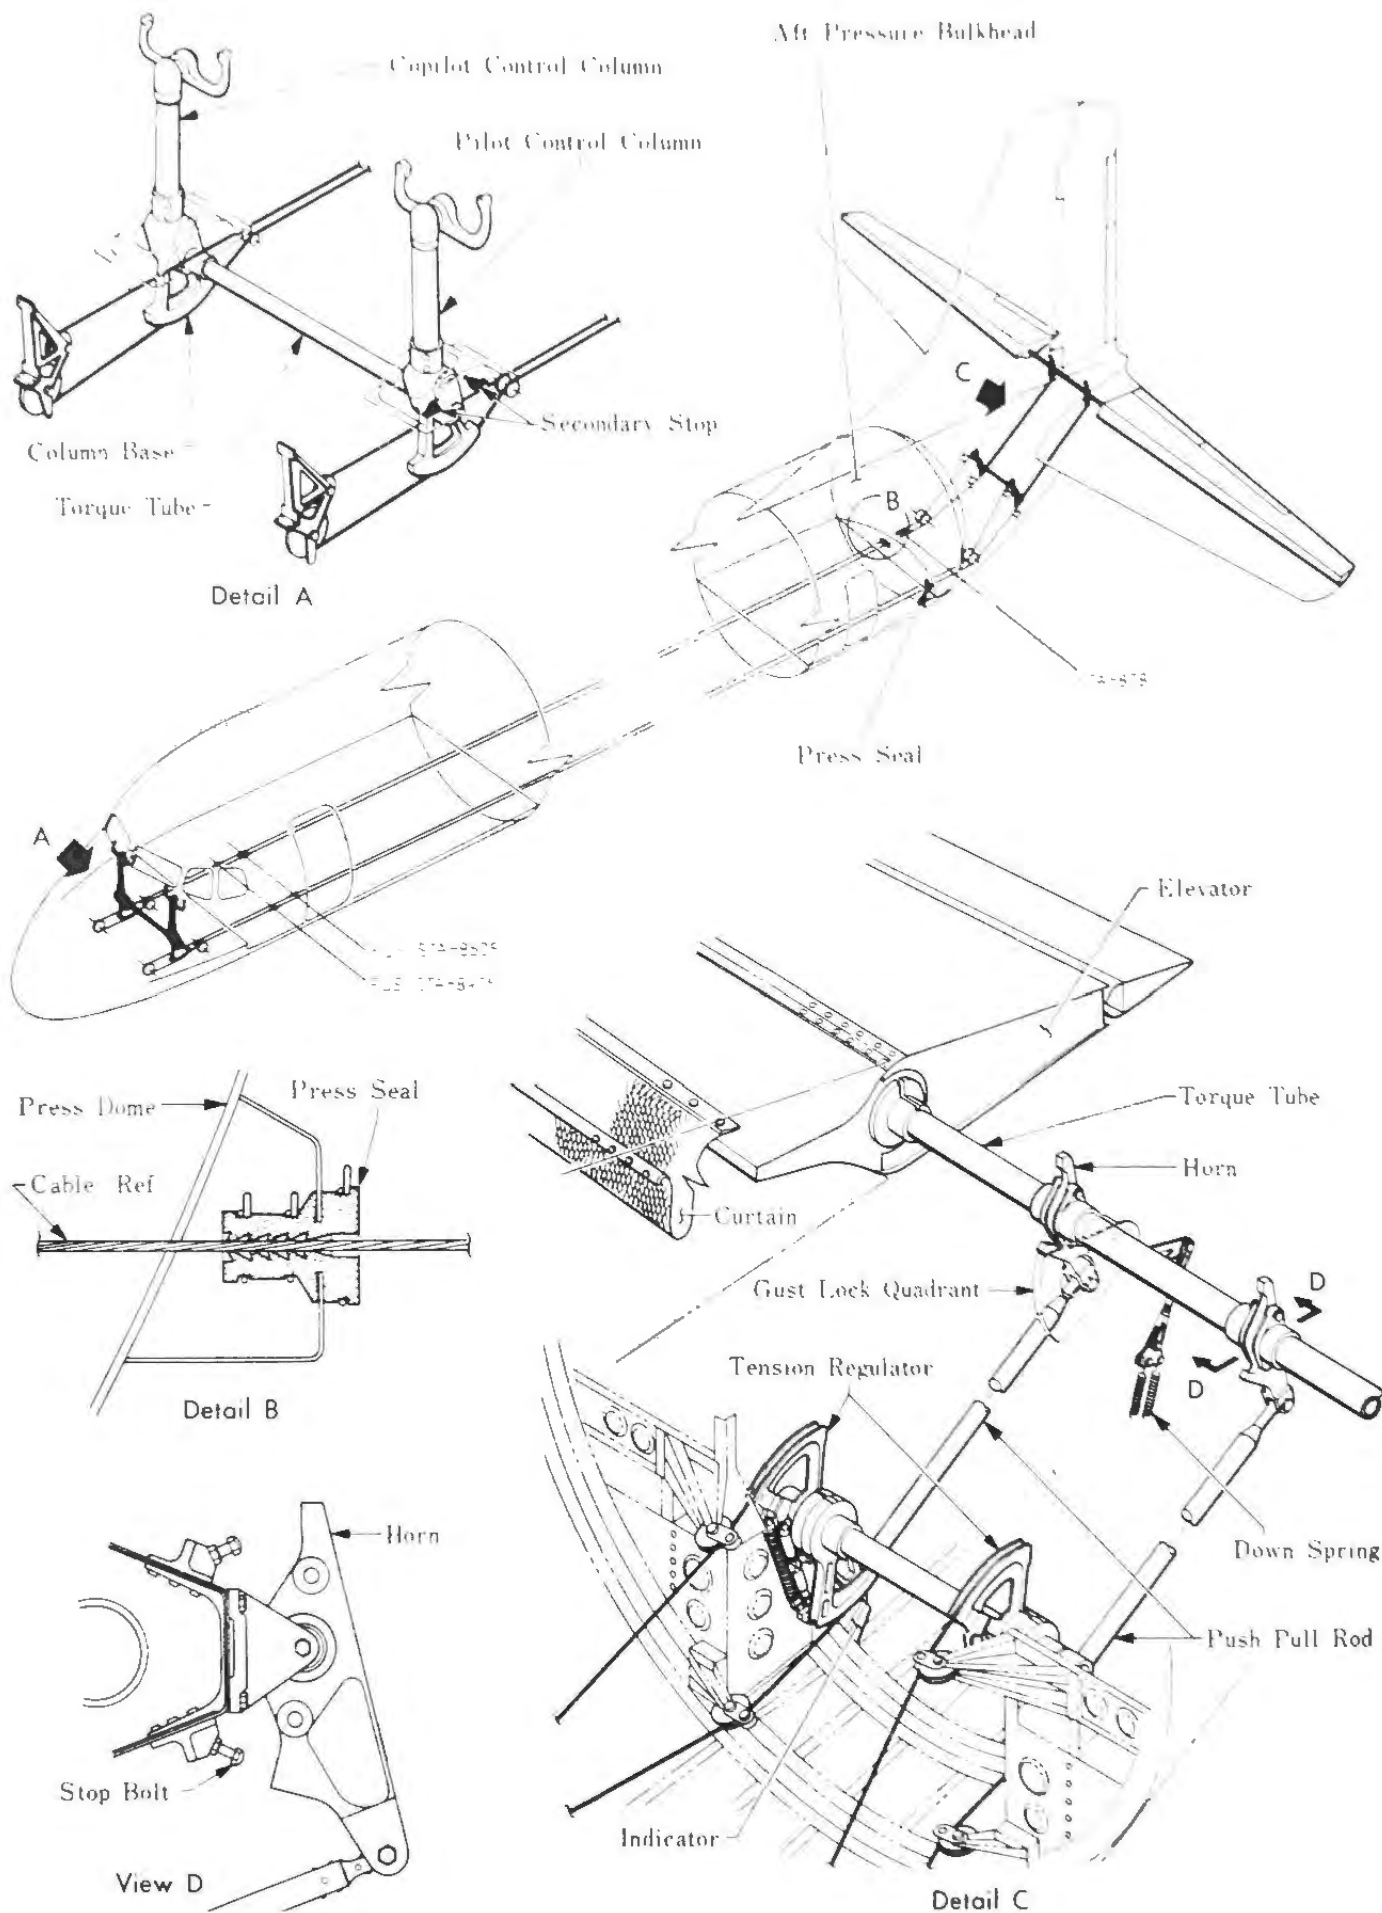 Aft Pressure Bulkhead
Copilot Control Column
Pilot Control Column
C
Secondary Stop
Column Base
Torque Tube
B
Detail A
Press Seal
A
Elevator
Press Dome
Press Seal
Torque Tube
Cable Ref
Horn
Curtain
Gust Lock Quadrant
D
Tension Regulator
D
Detail B
Horn
Down Spring
Push Pull Rod
Stop Bolt
Indicator
View D
Detail C